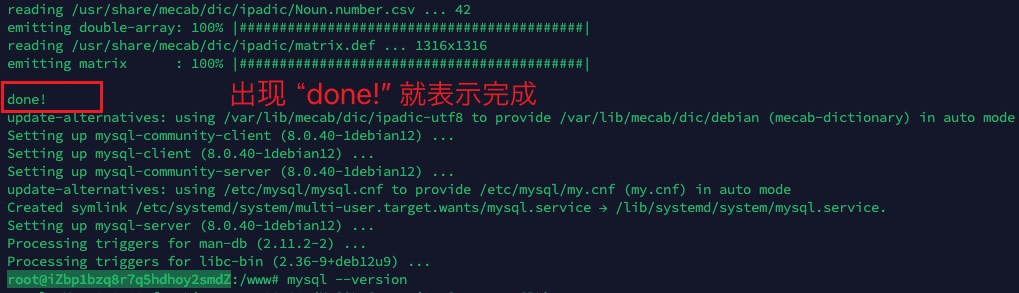 reading /usr/share/mecab/dic/ipadic/Noun.number.csv ... 42
emitting double-array: 100% |###########################################|
reading /usr/share/mecab/dic/ipadic/matrix.def ... 1316x1316
emitting matrix      : 100% |###########################################|
done!
出现 “done!” 就表示完成
update-alternatives: using /var/lib/mecab/dic/ipadic-utf8 to provide /var/lib/mecab/dic/debian (mecab-dictionary) in auto mode
Setting up mysql-community-client (8.0.40-1debian12) ...
Setting up mysql-client (8.0.40-1debian12) ...
Setting up mysql-community-server (8.0.40-1debian12) ...
update-alternatives: using /etc/mysql/mysql.cnf to provide /etc/mysql/my.cnf (my.cnf) in auto mode
Created symlink /etc/systemd/system/multi-user.target.wants/mysql.service → /lib/systemd/system/mysql.service.
Setting up mysql-server (8.0.40-1debian12) ...
Processing triggers for man-db (2.11.2-2) ...
Processing triggers for libc-bin (2.36-9+deb12u9) ...
root@iZbp1bzq8r7q5hdhoy2smdZ:/www# mysql --version